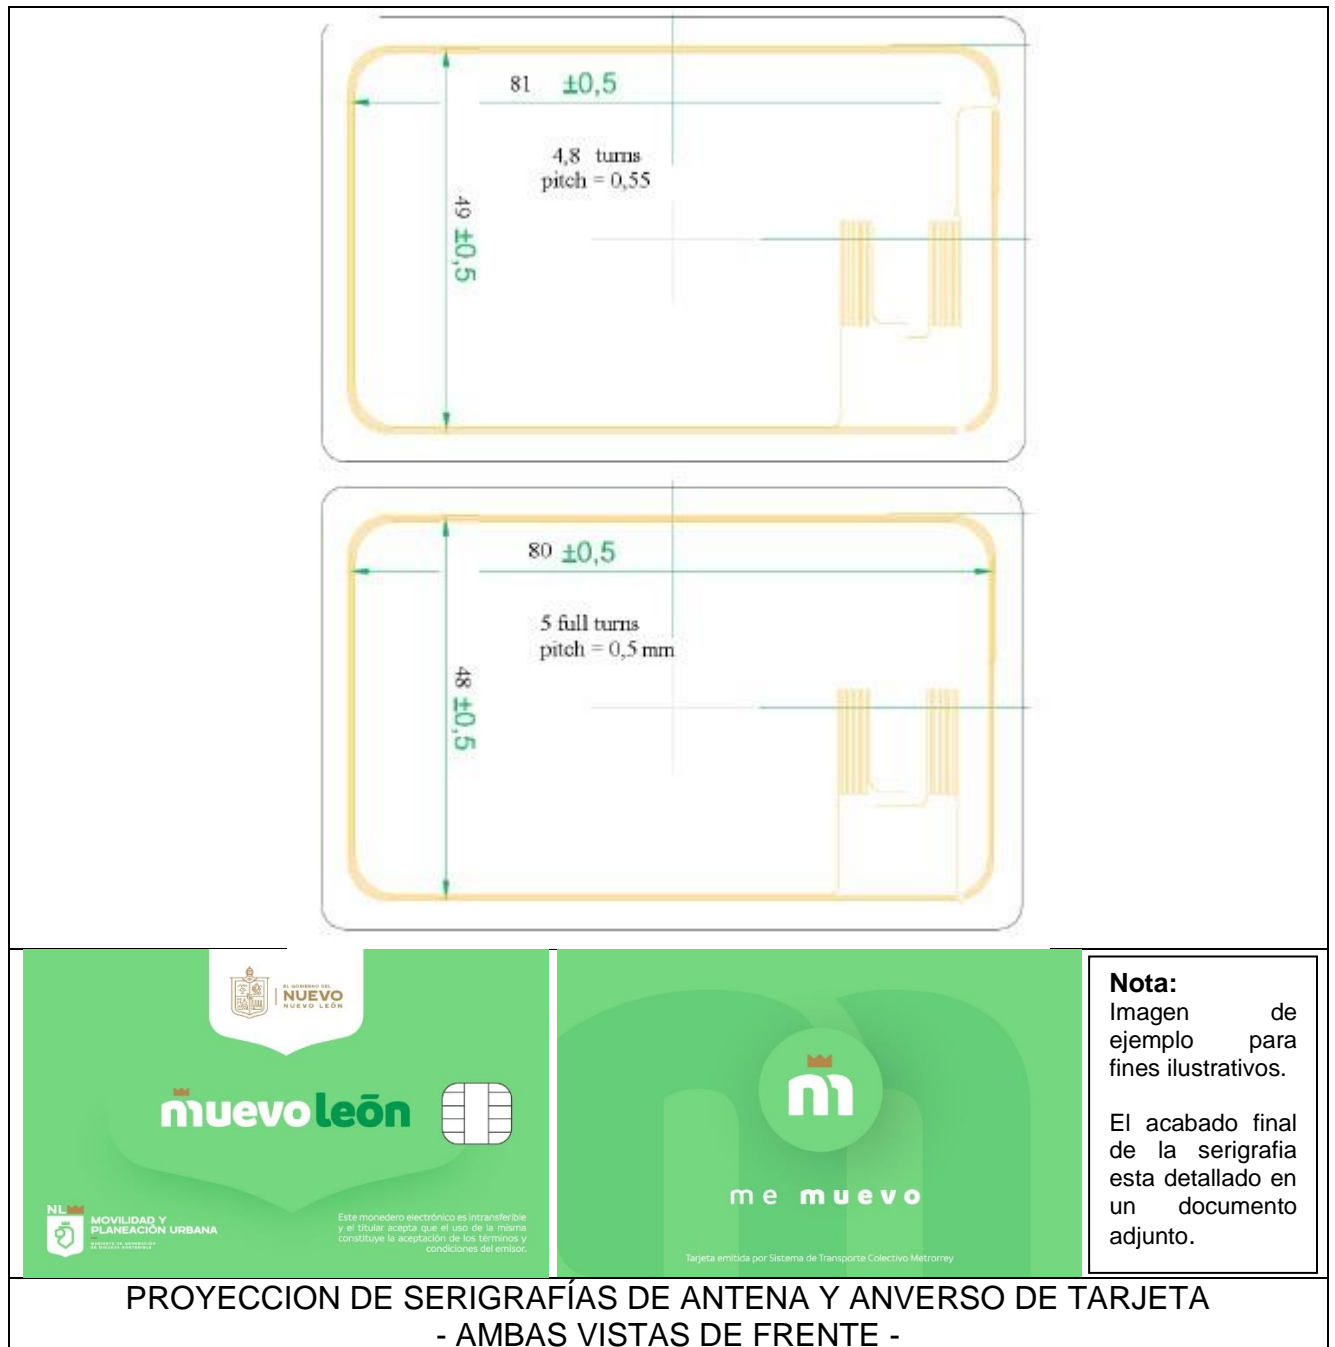 81 ±0,5
4,8 turns
pitch = 0,55
49 ±0,5
80 ±0,5
5 full turns
pitch = 0,5 mm
48 ±0,5
EL GOBIERNO DEL
NUEVO
NUEVO LEÓN
muevo león
NL
MOVILIDAD Y
PLANEACIÓN URBANA
Este monedero electrónico es intransferible
y el titular acepta que el uso de la misma
constituye la aceptación de los términos y
condiciones del emisor.
m
me muevo
Tarjeta emitida por Sistema de Transporte Colectivo Metrorrey
Nota:
Imagen de
ejemplo para
fines ilustrativos.
El acabado final
de la serigrafia
esta detallado en
un documento
adjunto.
PROYECCION DE SERIGRAFÍAS DE ANTENA Y ANVERSO DE TARJETA
- AMBAS VISTAS DE FRENTE -